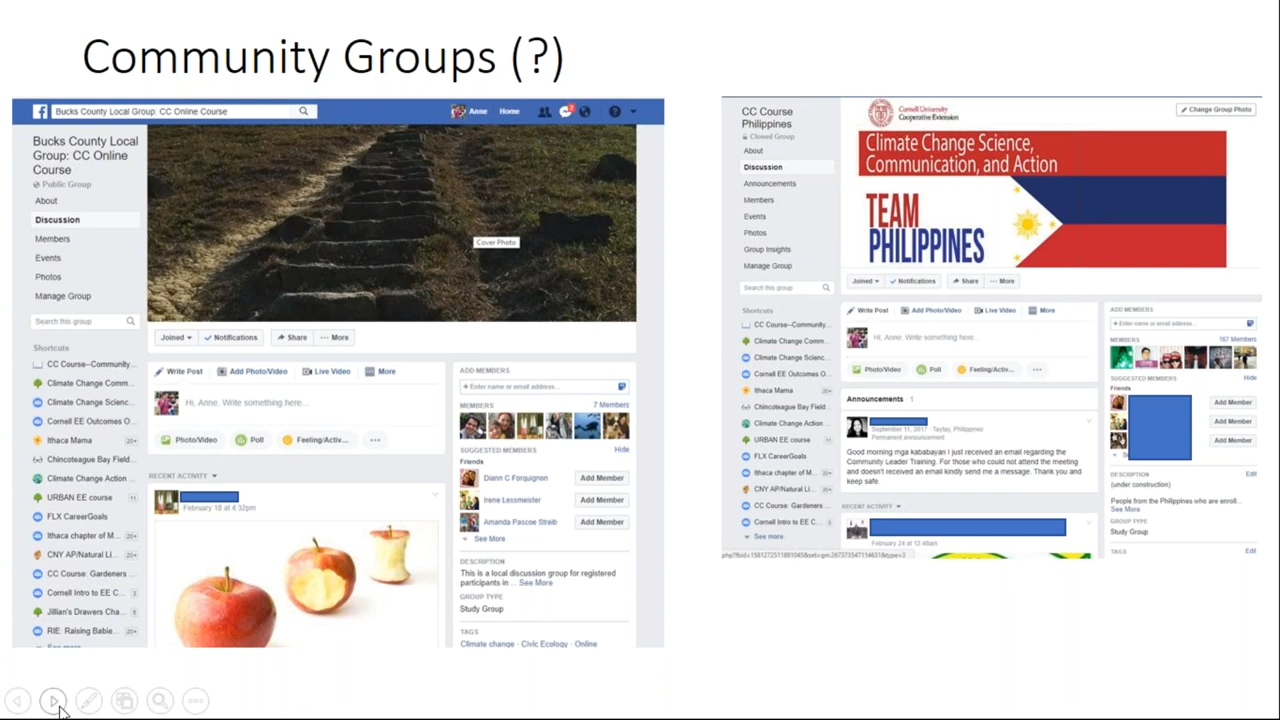 Community Groups (?)
Bucks County Local Group: CC Online Course
Anne Home
2
Bucks County Local
Group: CC Online
Course
Public Group
About
Discussion
Members
Events
Photos
Manage Group
Search this group
Shortcuts
CC Course--Community...
Climate Change Comm...
Climate Change Scienc...
Cornell EE Outcomes O...
Ithaca Mama 20+
Chincoteague Bay Field...
Climate Change Action ...
URBAN EE course 11
FLX CareerGoals
Ithaca chapter of M... 20+
CNY AP/Natural Li... 20+
CC Course: Gardeners ...
Cornell Intro to EE C... 3
Jillian's Drawers Cha... 5
RIE: Raising Babie... 20+
See more
Cover Photo
Joined Notifications Share More
Write Post Add Photo/Video Live Video More
Hi, Anne. Write something here...
Photo/Video Poll Feeling/Activ...
RECENT ACTIVITY
February 18 at 4:32pm
ADD MEMBERS
+ Enter name or email address...
MEMBERS 7 Members
SUGGESTED MEMBERS Hide
Friends
Diann C Forquignon Add Member
Irene Lessmeister Add Member
Amanda Pascoe Streib Add Member
See More
DESCRIPTION
This is a local discussion group for registered
participants in ... See More
GROUP TYPE
Study Group
TAGS
Climate change · Civic Ecology · Online
CC Course
Philippines
Closed Group
About
Discussion
Announcements
Members
Events
Photos
Group Insights
Manage Group
Search this group
Shortcuts
CC Course--Community...
Climate Change Comm...
Climate Change Scienc...
Cornell EE Outcomes O...
Ithaca Mama 20+
Chincoteague Bay Field...
Climate Change Action ...
URBAN EE course 11
FLX CareerGoals
Ithaca chapter of M... 20+
CNY AP/Natural Li... 20+
CC Course: Gardeners ...
Cornell Intro to EE C... 3
See more
Cornell University
Cooperative Extension
Change Group Photo
Climate Change Science,
Communication, and Action
TEAM
PHILIPPINES
Joined Notifications Share More
Write Post Add Photo/Video Live Video More
Hi, Anne. Write something here...
Photo/Video Poll Feeling/Activ...
Announcements 1
September 11, 2017 · Taytay, Philippines
Permanent announcement
Good morning mga kababayan I just received an email regarding the
Community Leader Training. For those who could not attend the meeting
and doesn't received an email kindly send me a message. Thank you and
keep safe.
RECENT ACTIVITY
February 24 at 12:46am
ADD MEMBERS
+ Enter name or email address...
MEMBERS 167 Members
SUGGESTED MEMBERS Hide
Friends
Add Member
Add Member
Add Member
DESCRIPTION Edit
(under construction)
People from the Philippines who are enroll...
See More
GROUP TYPE
Study Group
TAGS Edit